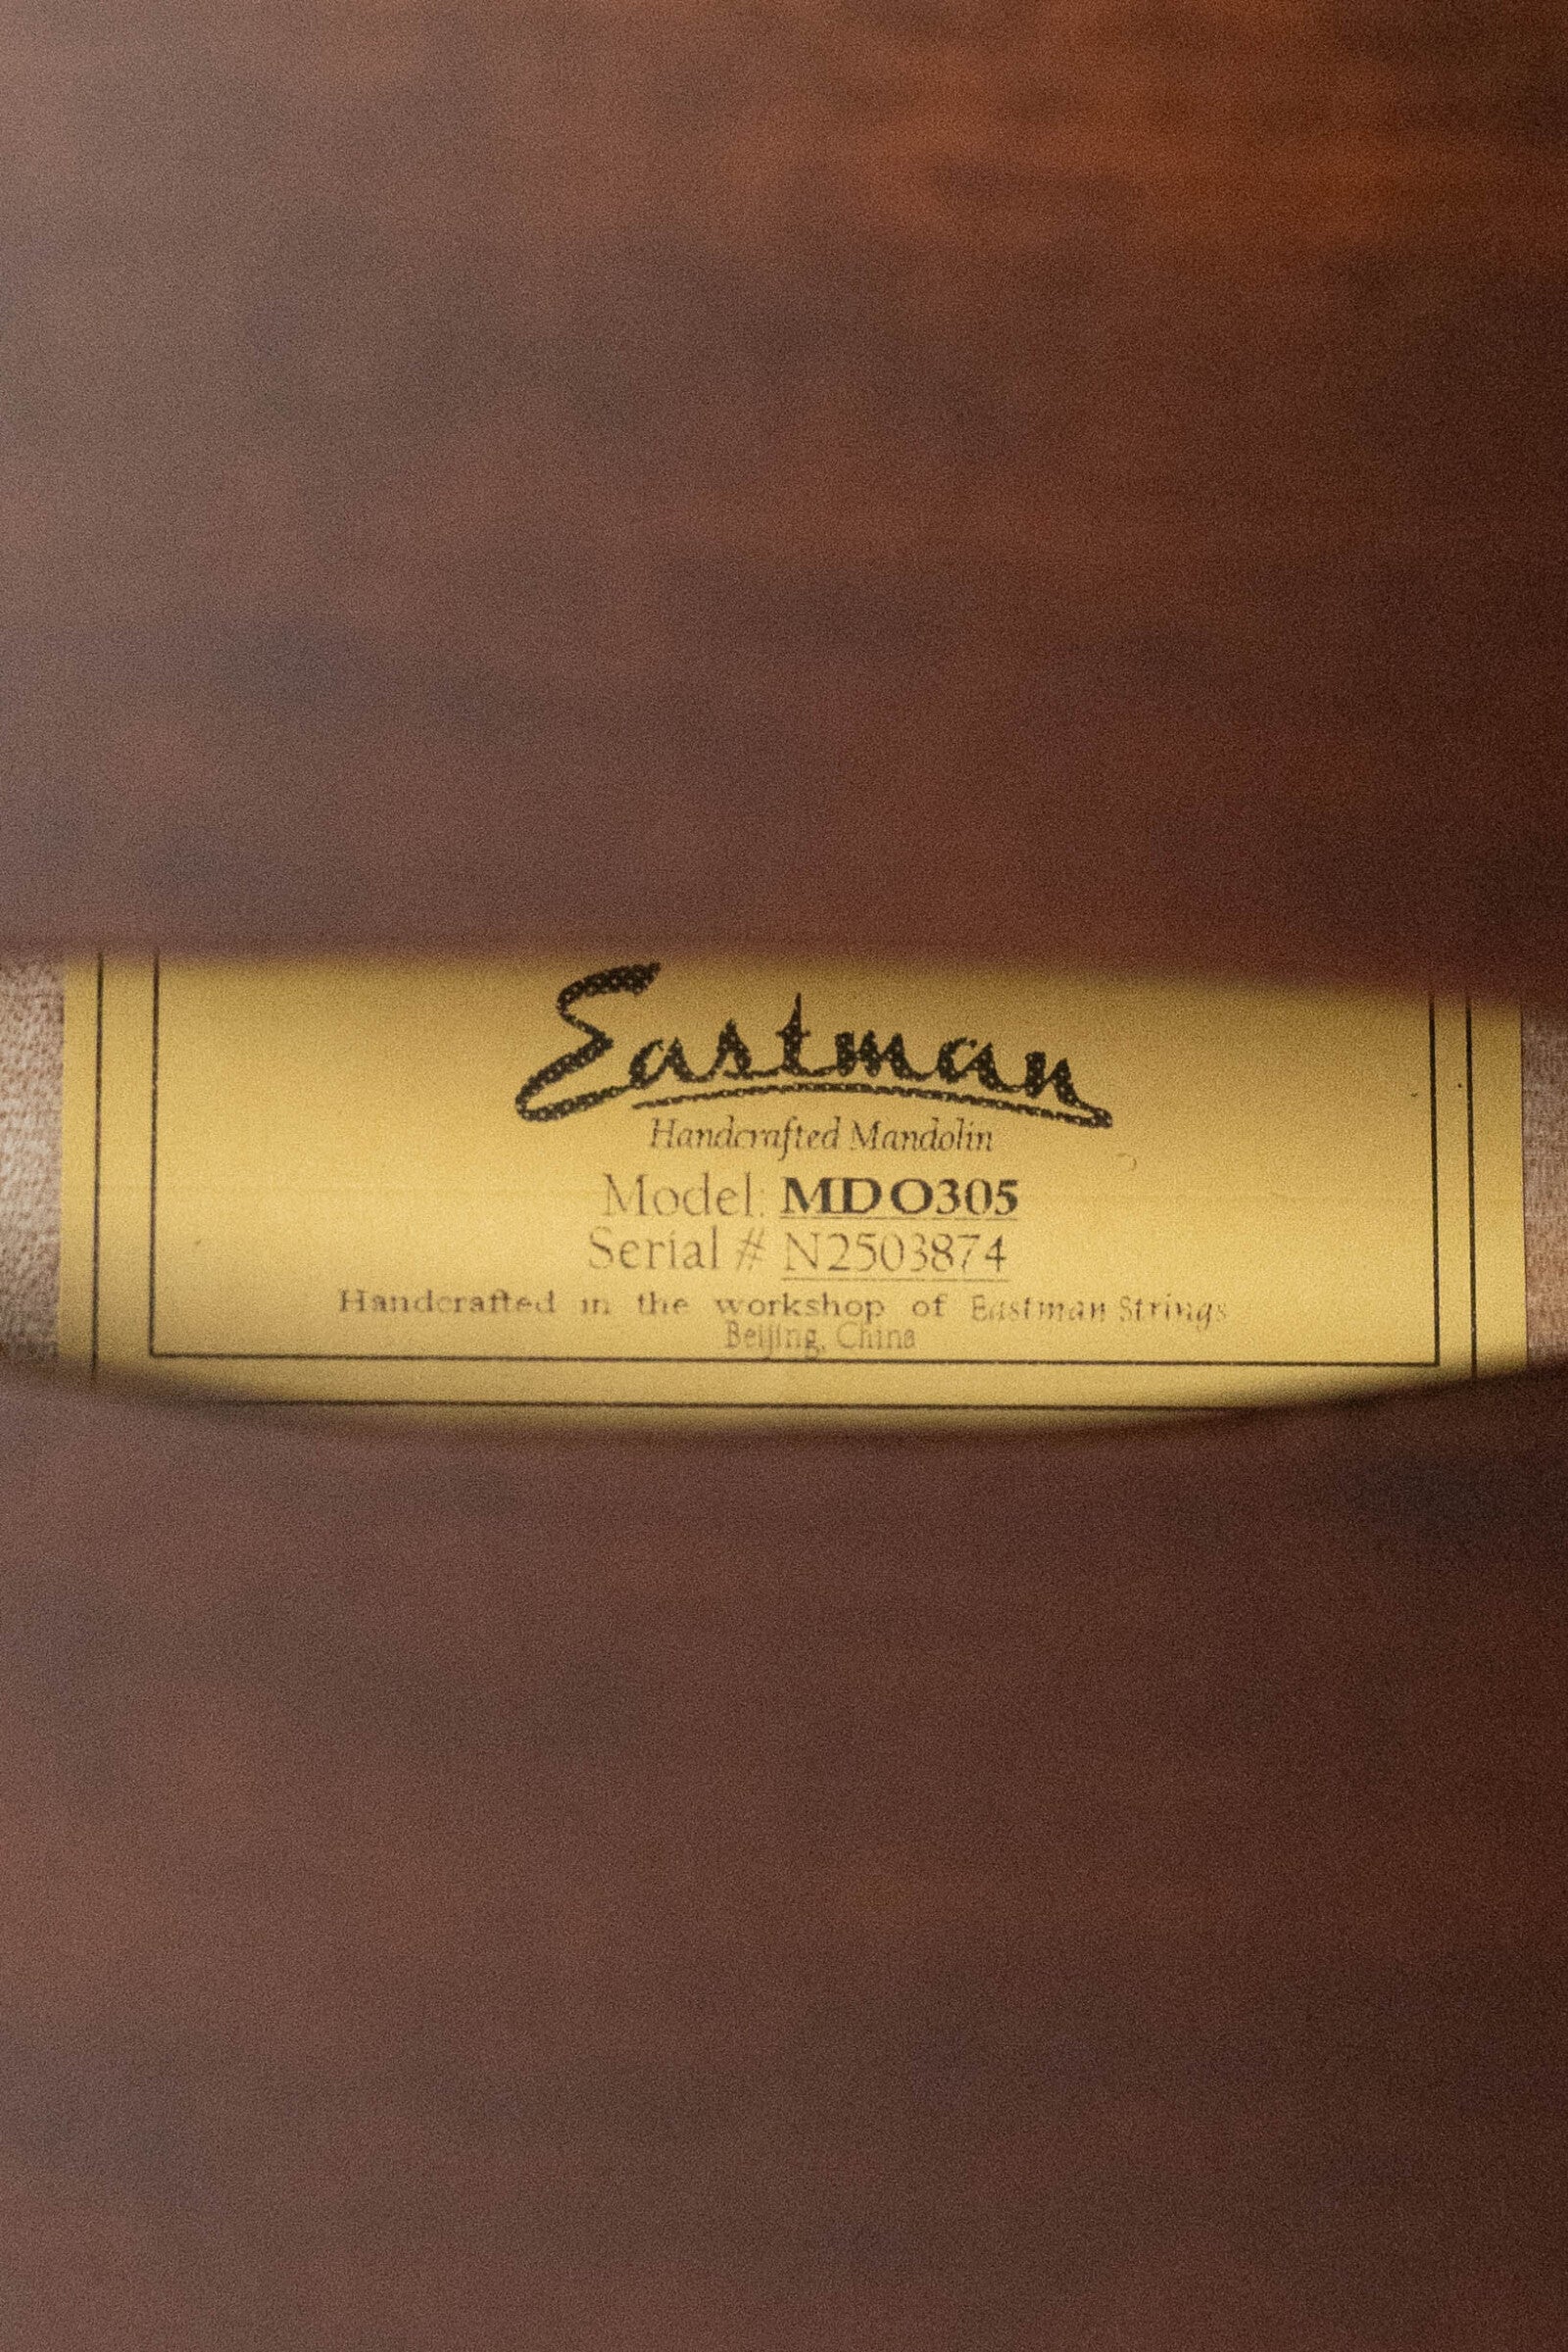 Eastman
Handcrafted Mandolin
Model: MDO305
Serial # N2503874
Handcrafted in the workshop of Eastman Strings
Beijing, China